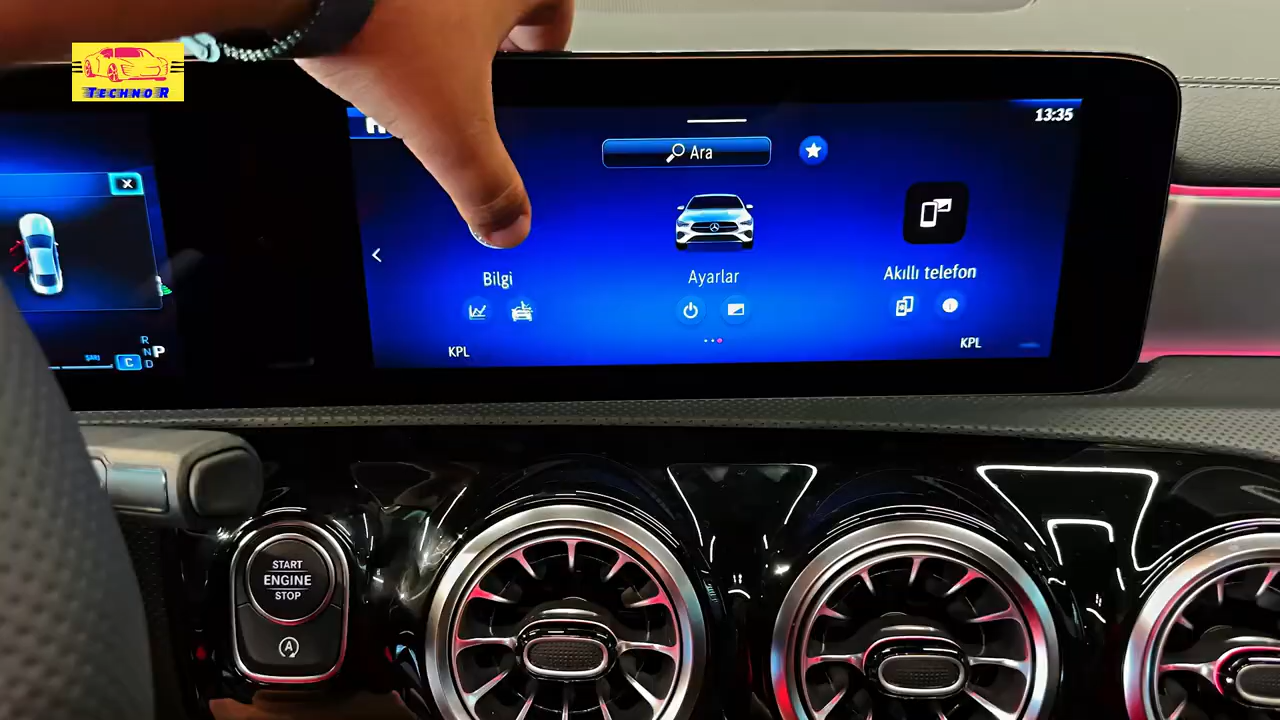 TECHNO R
13:35
Ara
Bilgi
Ayarlar
Akıllı telefon
KPL
KPL
R
N
P
D
C
START
ENGINE
STOP
A